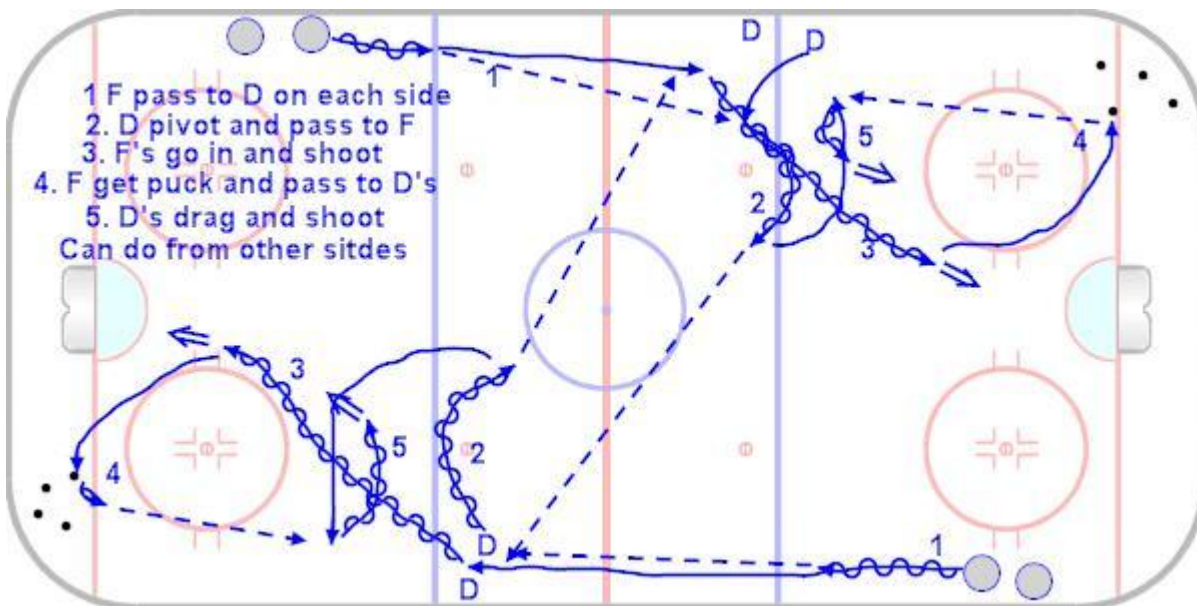 1 F pass to D on each side
2. D pivot and pass to F
3. F's go in and shoot
4. F get puck and pass to D's
5. D's drag and shoot
Can do from other sitdes
D
D
1
5
4
2
3
3
5
2
4
D
D
1